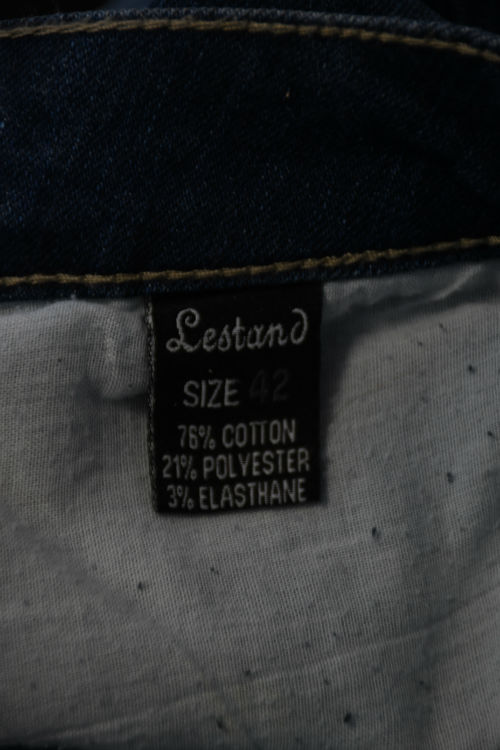 Lestand
SIZE 42
76% COTTON
21% POLYESTER
3% ELASTHANE